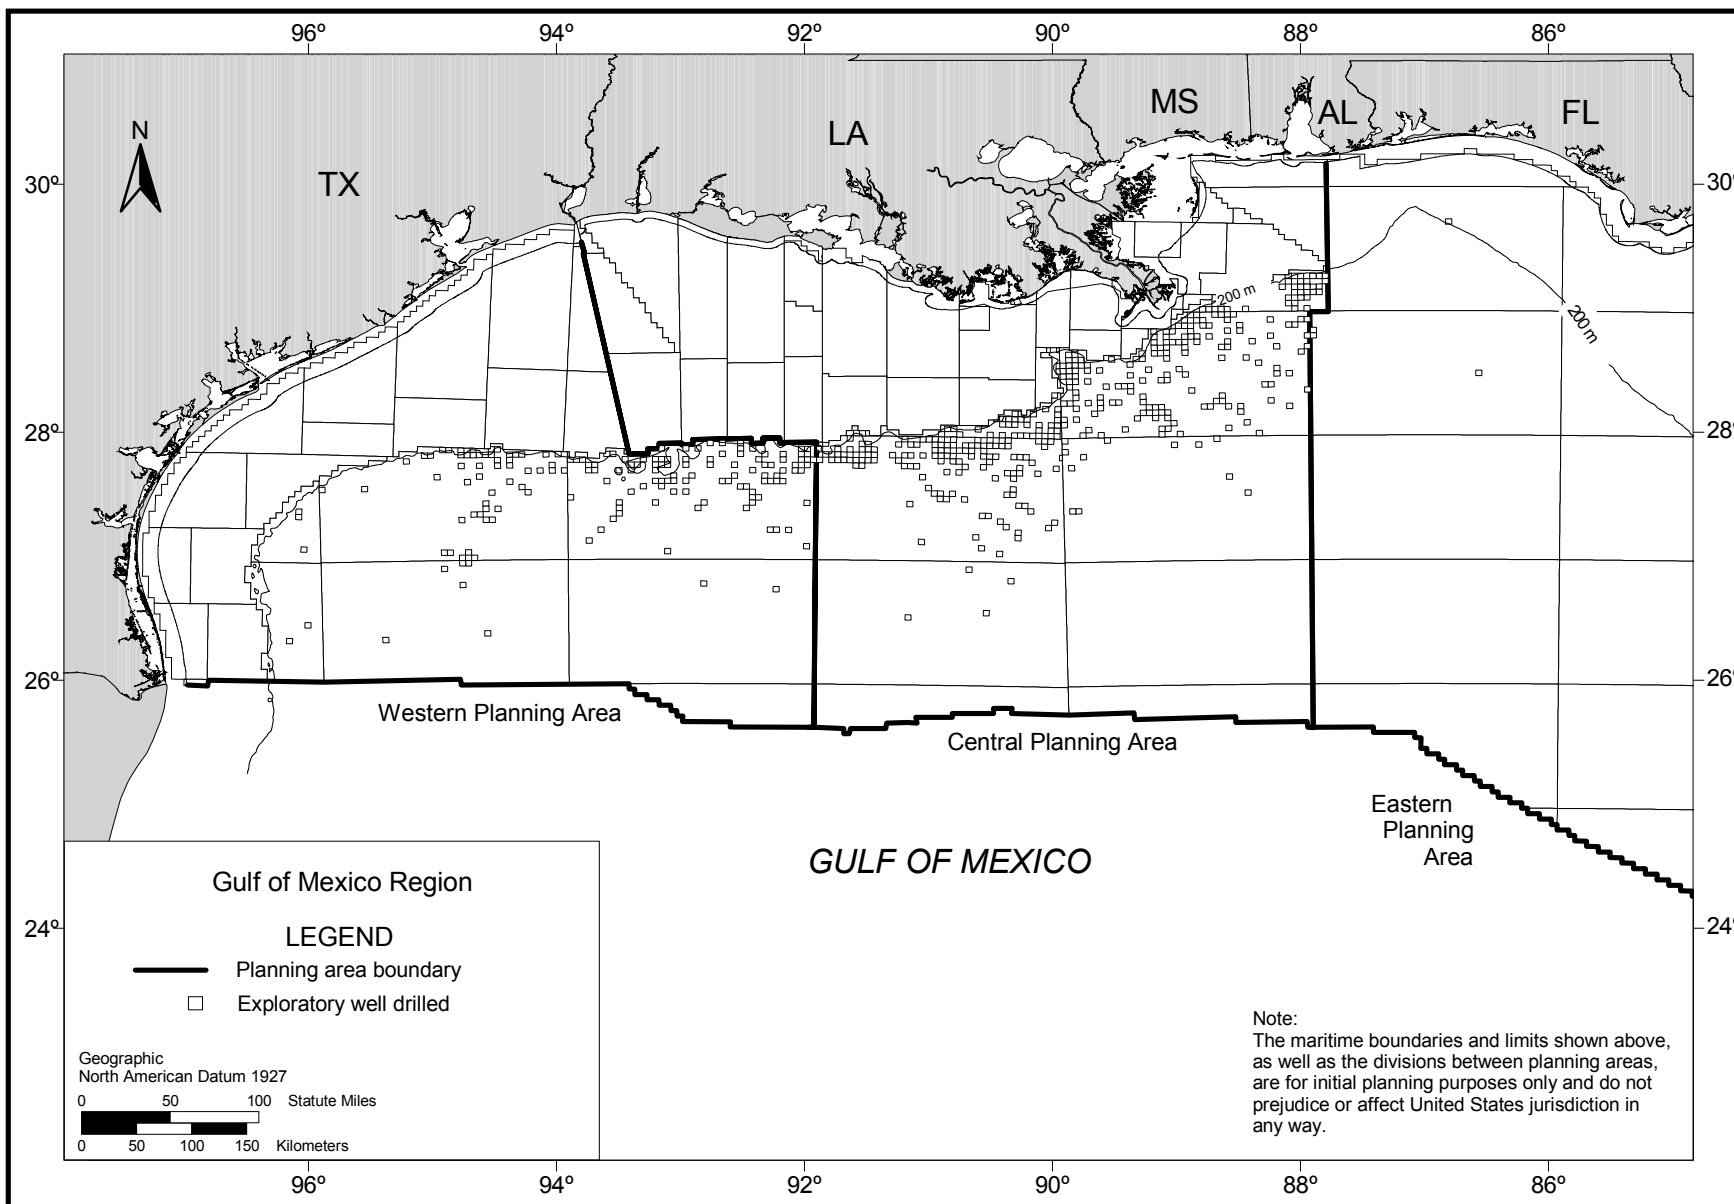 96º 94º 92º 90º 88º 86º
MS
AL
FL
LA
N
TX
30º
30º
200 m
200 m
28º
28º
26º
26º
Western Planning Area
Central Planning Area
Eastern
Planning
Area
GULF OF MEXICO
24º
24º
Gulf of Mexico Region
LEGEND
Planning area boundary
Exploratory well drilled
Geographic
North American Datum 1927
0 50 100 Statute Miles
0 50 100 150 Kilometers
Note:
The maritime boundaries and limits shown above,
as well as the divisions between planning areas,
are for initial planning purposes only and do not
prejudice or affect United States jurisdiction in
any way.
96º 94º 92º 90º 88º 86º